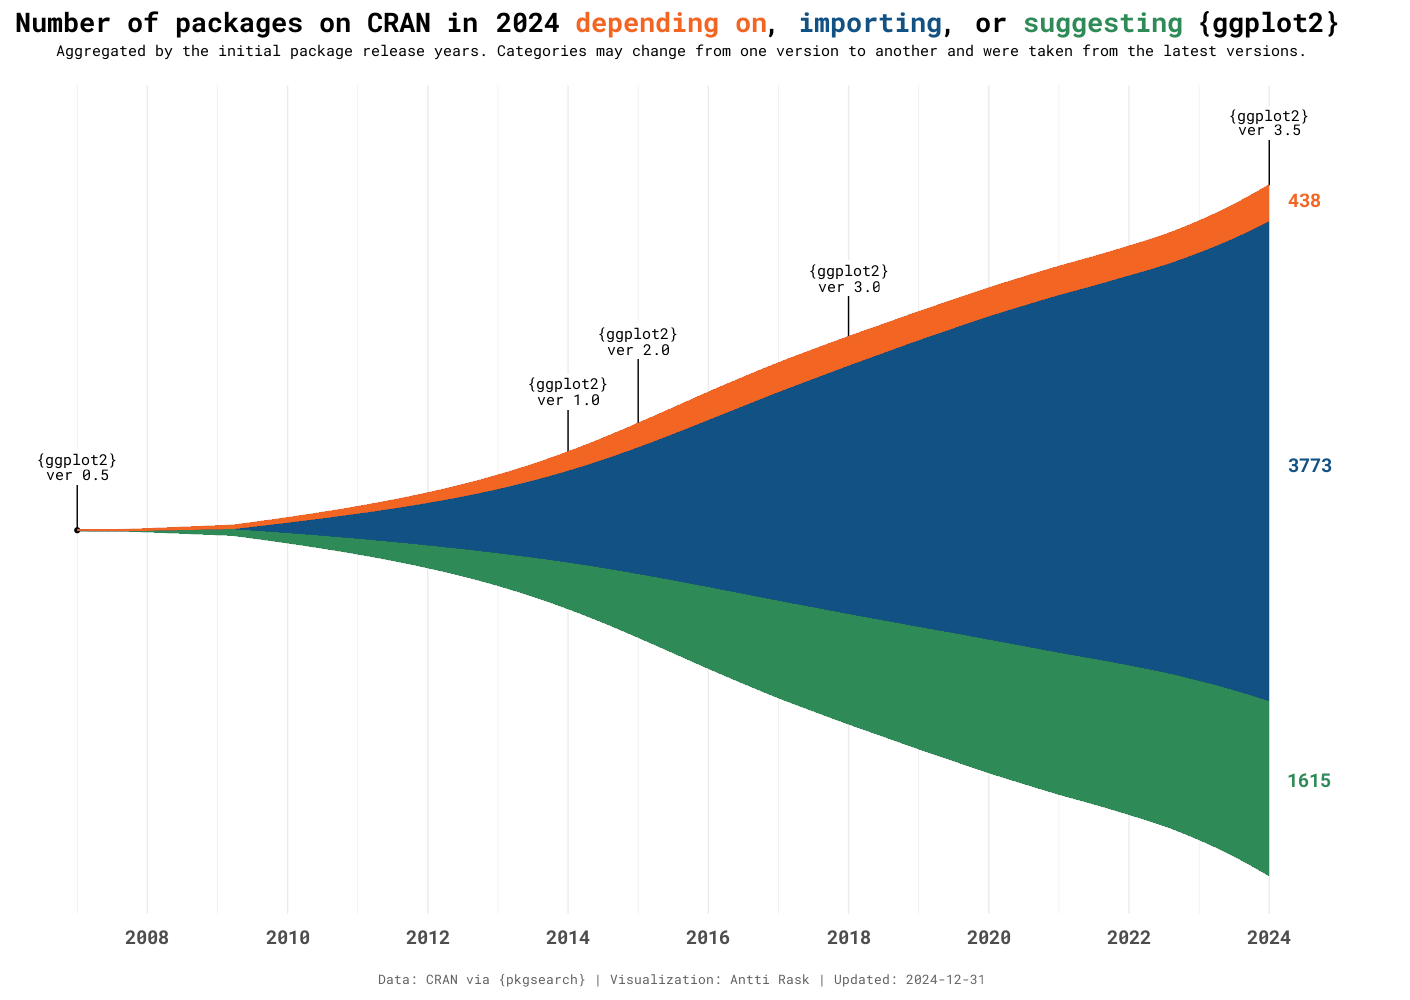 Number of packages on CRAN in 2024 depending on, importing, or suggesting {ggplot2}
Aggregated by the initial package release years. Categories may change from one version to another and were taken from the latest versions.
{ggplot2}
ver 3.5
438
{ggplot2}
ver 3.0
{ggplot2}
ver 2.0
{ggplot2}
ver 1.0
{ggplot2}
ver 0.5
3773
1615
2008 2010 2012 2014 2016 2018 2020 2022 2024
Data: CRAN via {pkgsearch} | Visualization: Antti Rask | Updated: 2024-12-31